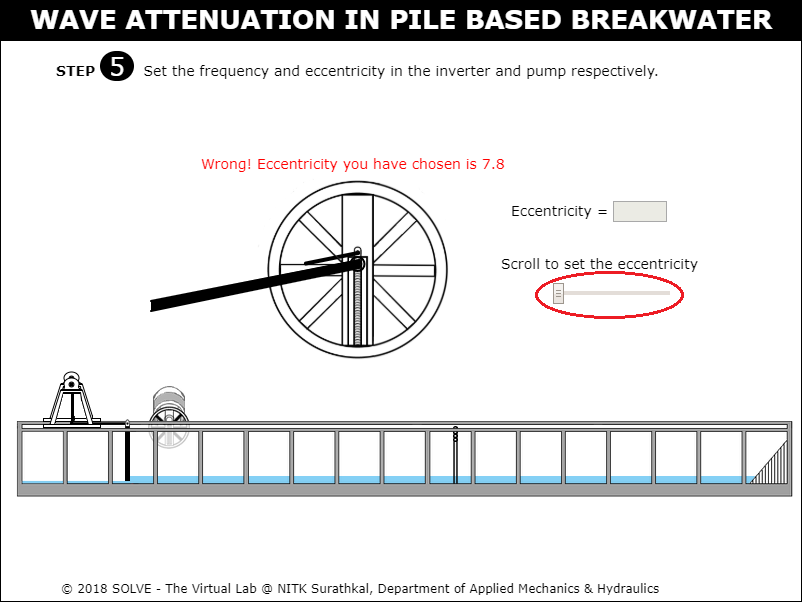 WAVE ATTENUATION IN PILE BASED BREAKWATER
STEP 5 Set the frequency and eccentricity in the inverter and pump respectively.
Wrong! Eccentricity you have chosen is 7.8
Eccentricity =
Scroll to set the eccentricity
© 2018 SOLVE - The Virtual Lab @ NITK Surathkal, Department of Applied Mechanics & Hydraulics